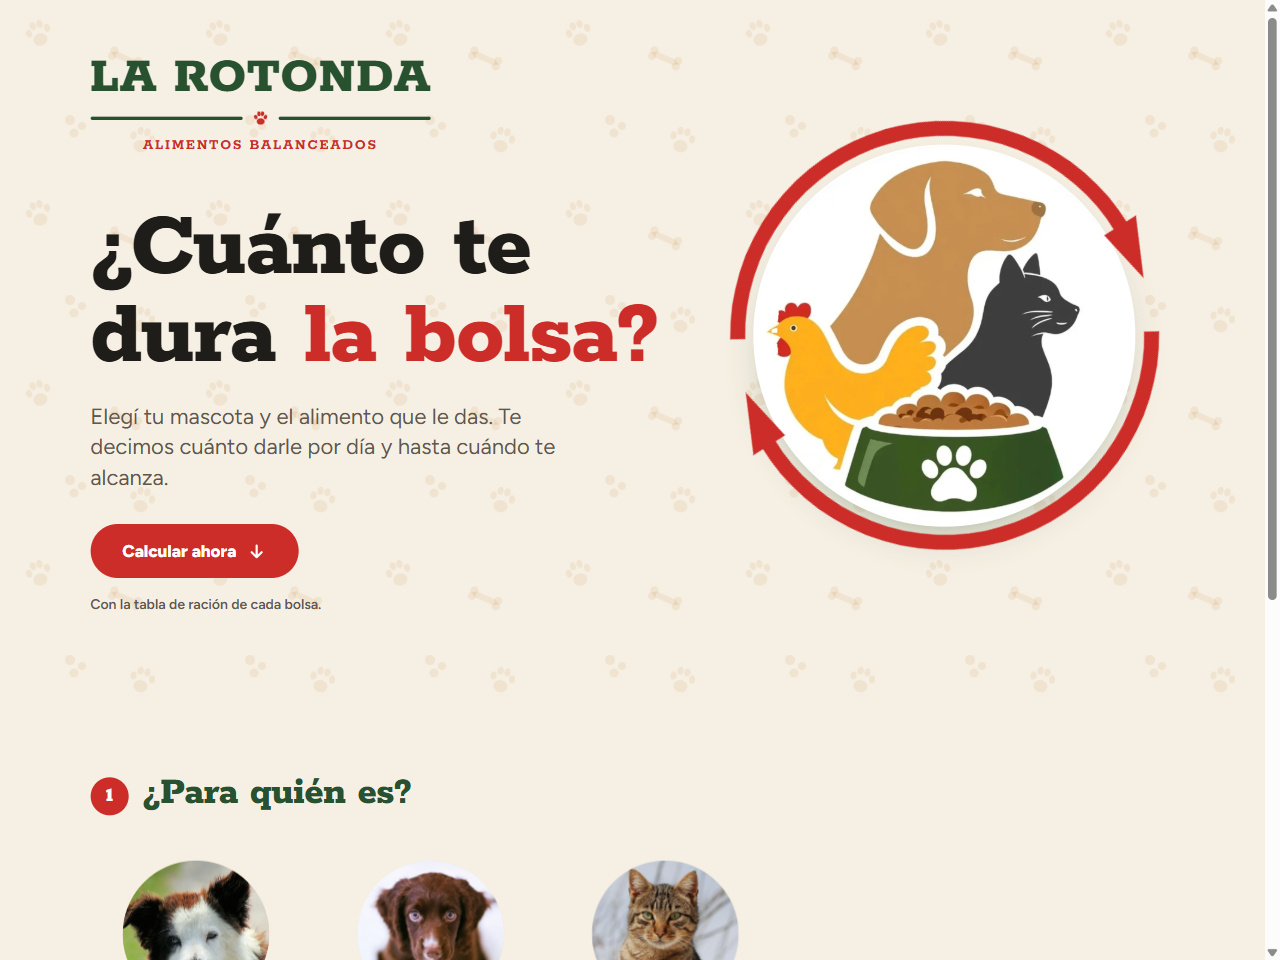 LA ROTONDA
ALIMENTOS BALANCEADOS
¿Cuánto te
dura la bolsa?
Elegí tu mascota y el alimento que le das. Te
decimos cuánto darle por día y hasta cuándo te
alcanza.
Calcular ahora
Con la tabla de ración de cada bolsa.
1 ¿Para quién es?